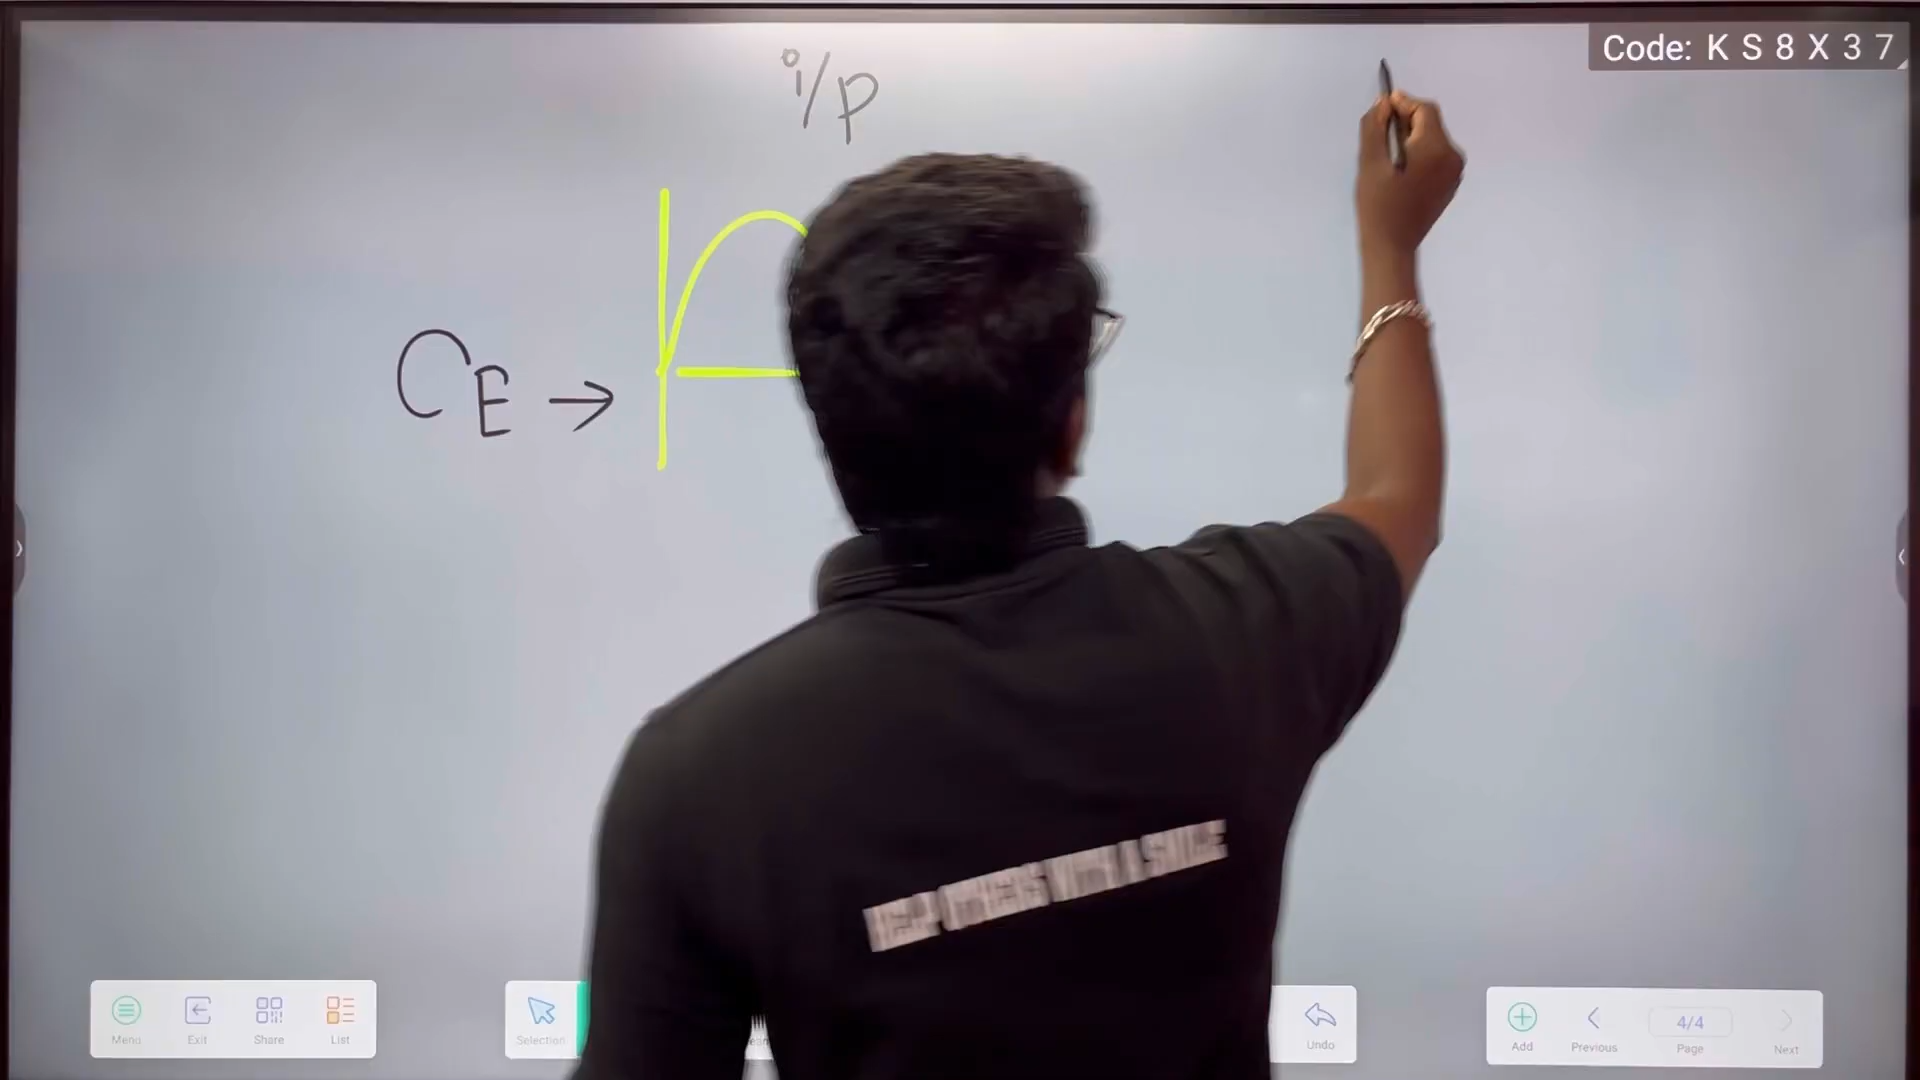 Code: K S 8 X 3 7
i/p
CE →
Menu
Exit
Share
List
Selection
Undo
Add
Previous
4/4
Page
Next